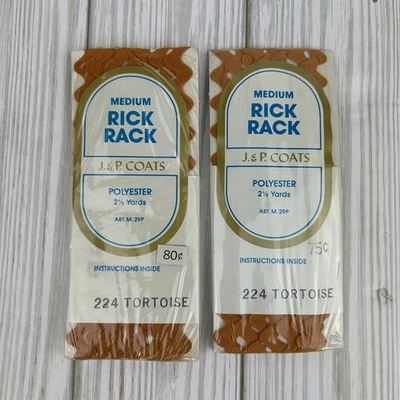 MEDIUM
RICK
RACK
J. & P. COATS
POLYESTER
2½ Yards
ART. M. 29P
80¢
INSTRUCTIONS INSIDE
224 TORTOISE
MEDIUM
RICK
RACK
J. & P. COATS
POLYESTER
2½ Yards
ART. M. 29P
75¢
INSTRUCTIONS INSIDE
224 TORTOISE